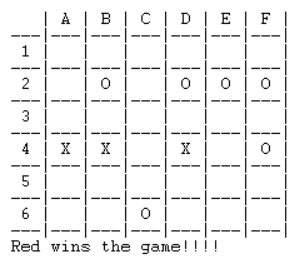 A B C D E F
1
2 O O O O
3
4 X X X O
5
6 O
Red wins the game!!!!